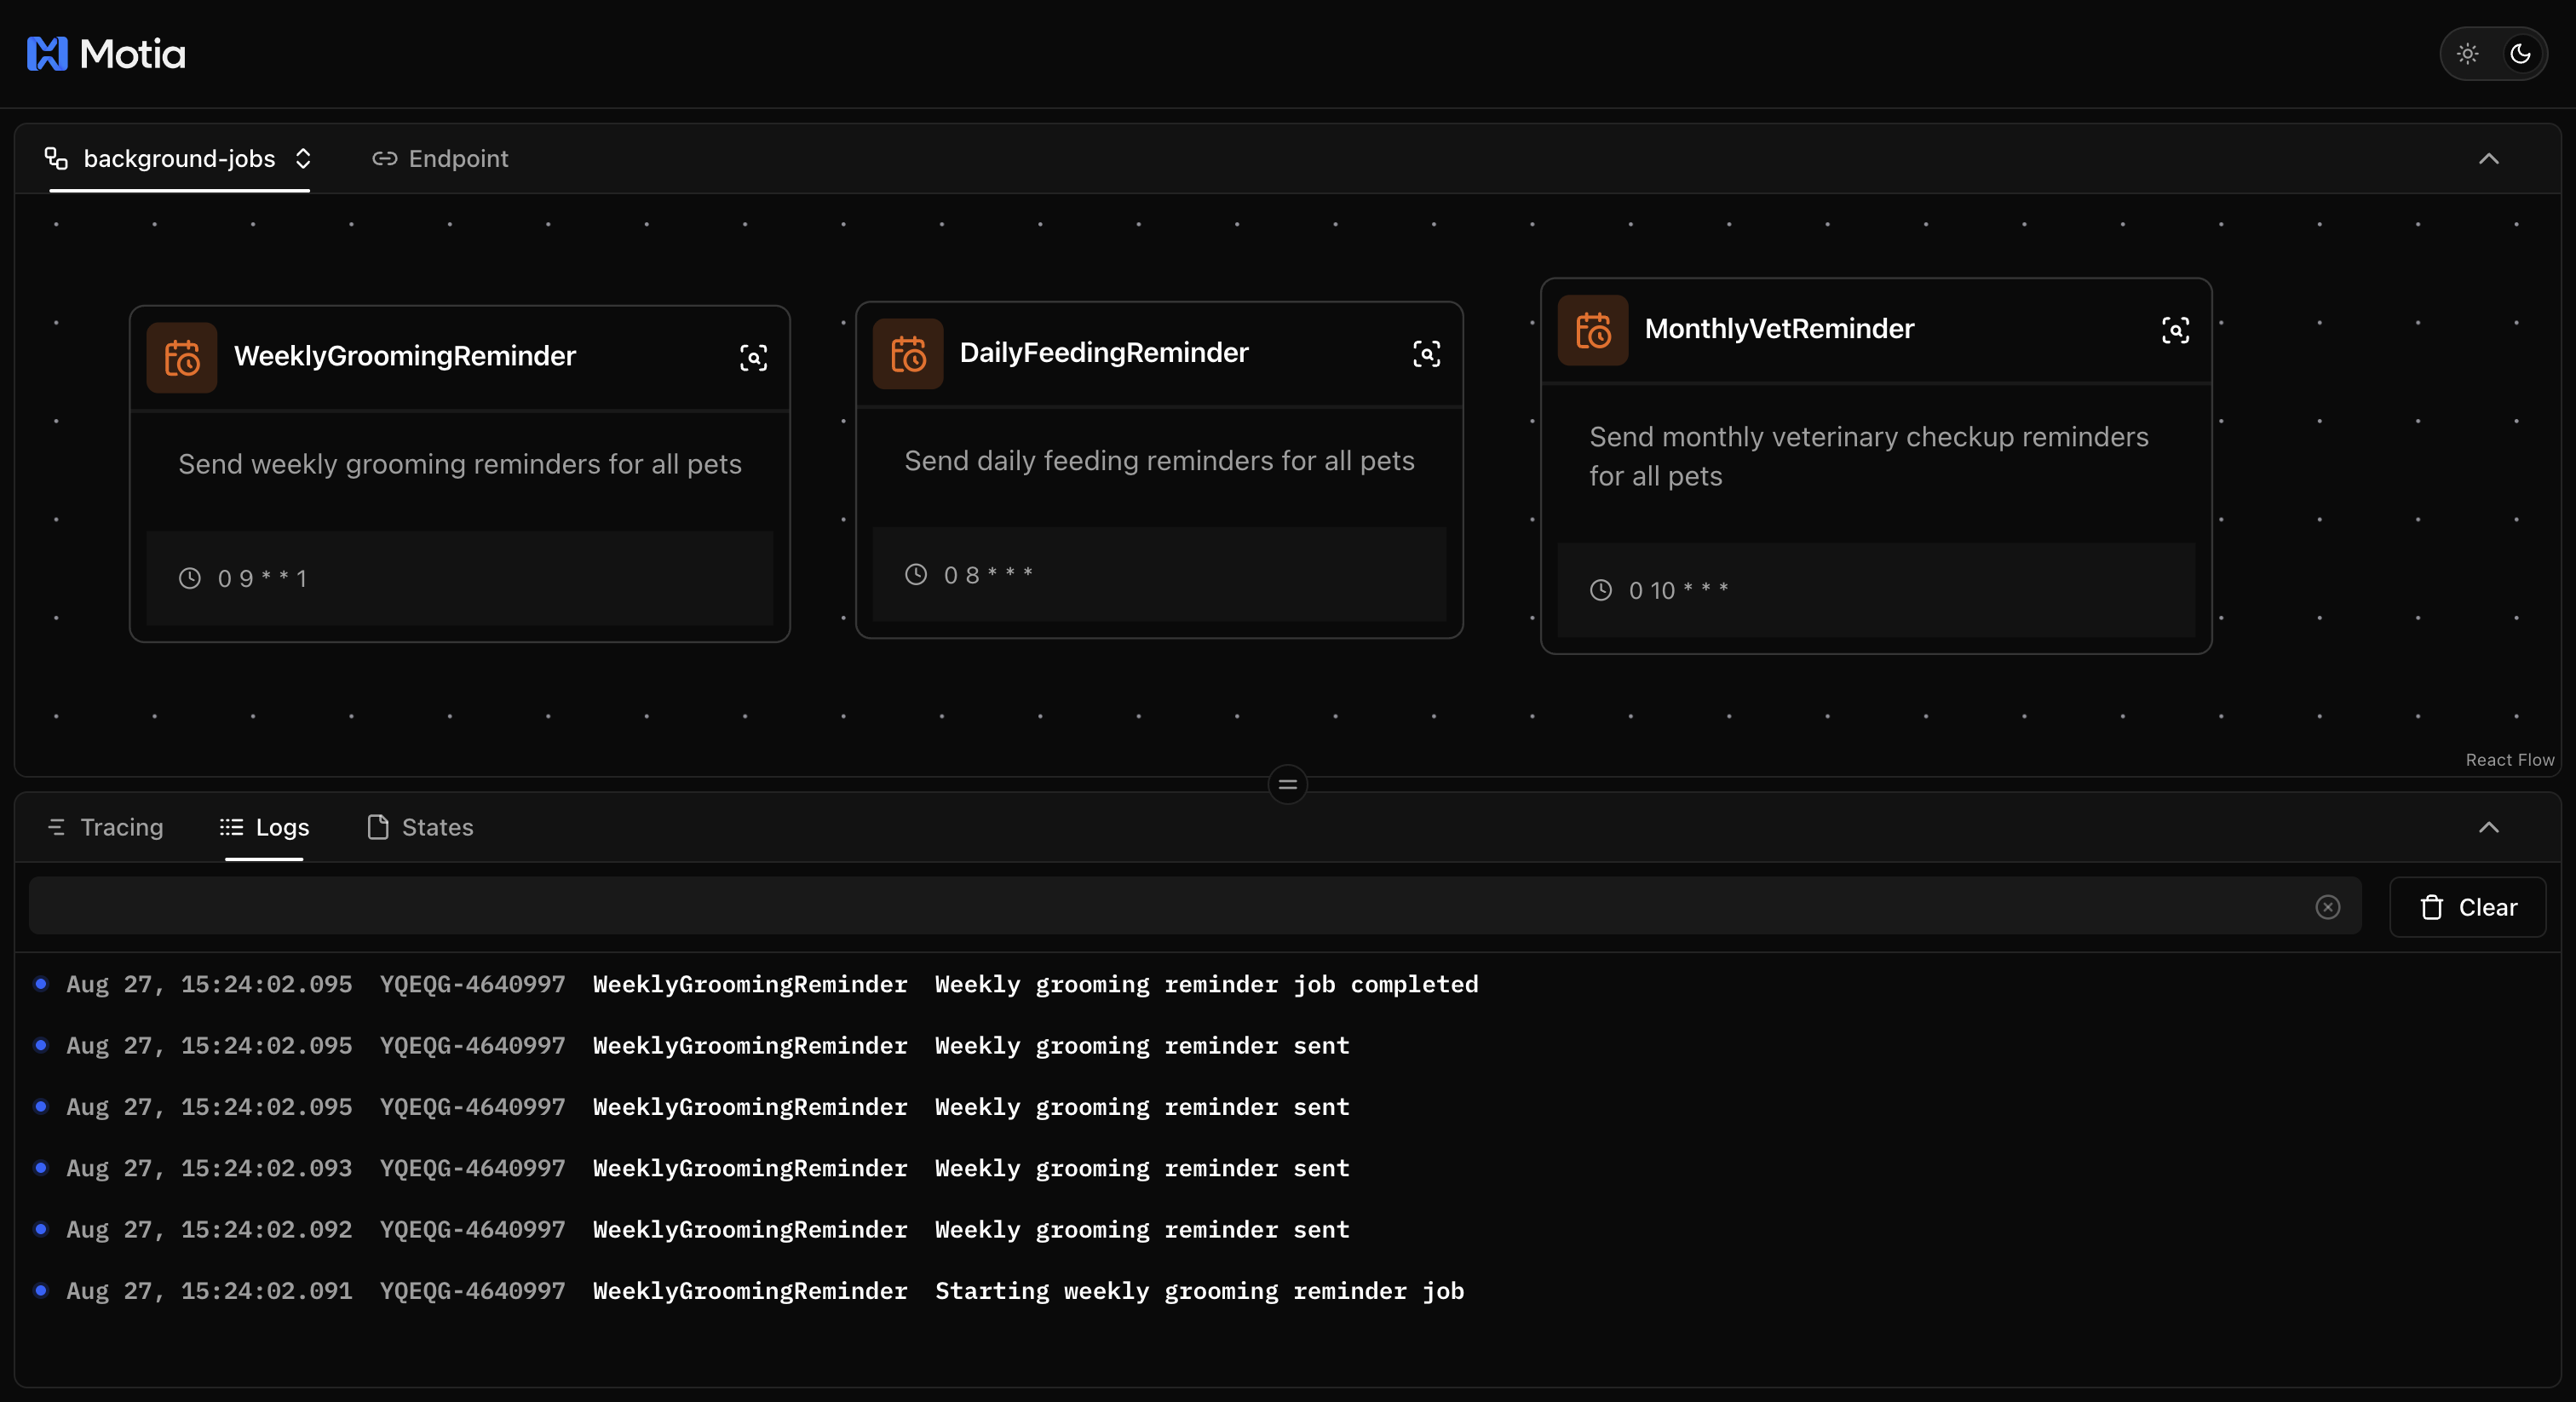 Motia
background-jobs
Endpoint
WeeklyGroomingReminder
Send weekly grooming reminders for all pets
0 9 * * 1
DailyFeedingReminder
Send daily feeding reminders for all pets
0 8 * * *
MonthlyVetReminder
Send monthly veterinary checkup reminders
for all pets
0 10 * * *
React Flow
Tracing
Logs
States
Clear
Aug 27, 15:24:02.095 YQEQG-4640997 WeeklyGroomingReminder Weekly grooming reminder job completed
Aug 27, 15:24:02.095 YQEQG-4640997 WeeklyGroomingReminder Weekly grooming reminder sent
Aug 27, 15:24:02.095 YQEQG-4640997 WeeklyGroomingReminder Weekly grooming reminder sent
Aug 27, 15:24:02.093 YQEQG-4640997 WeeklyGroomingReminder Weekly grooming reminder sent
Aug 27, 15:24:02.092 YQEQG-4640997 WeeklyGroomingReminder Weekly grooming reminder sent
Aug 27, 15:24:02.091 YQEQG-4640997 WeeklyGroomingReminder Starting weekly grooming reminder job